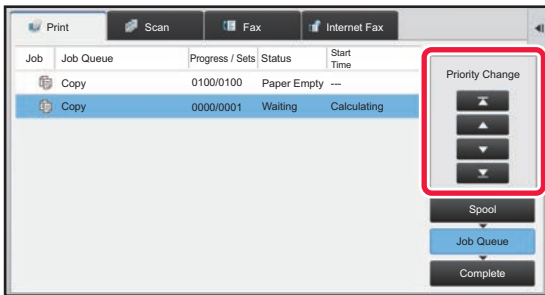 Print Scan Fax Internet Fax
Job Job Queue Progress / Sets Status Start Time
Copy 0100/0100 Paper Empty ---
Copy 0000/0001 Waiting Calculating
Priority Change
Spool
Job Queue
Complete